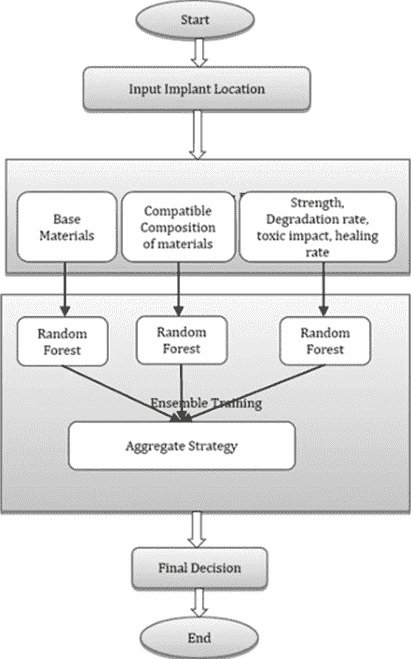 Start
Input Implant Location
Base
Materials
Compatible
Composition
of materials
Strength,
Degradation rate,
toxic impact, healing
rate
Random
Forest
Random
Forest
Random
Forest
Ensemble Training
Aggregate Strategy
Final Decision
End